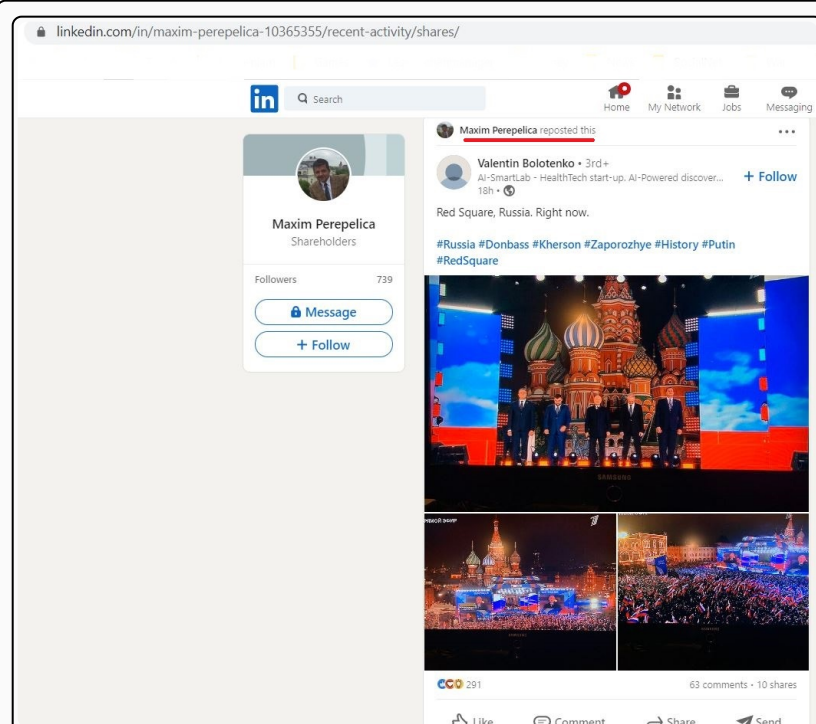 linkedin.com/in/maxim-perepelica-10365355/recent-activity/shares/
in
Search
Home
My Network
Jobs
Messaging
Maxim Perepelica
Shareholders
Followers 739
Message
+ Follow
Maxim Perepelica reposted this
Valentin Bolotenko • 3rd+
AI-SmartLab - HealthTech start-up. AI-Powered discover...
18h •
+ Follow
Red Square, Russia. Right now.
#Russia #Donbass #Kherson #Zaporozhye #History #Putin
#RedSquare
SAMSUNG
291
63 comments • 10 shares
Like
Comment
Share
Send